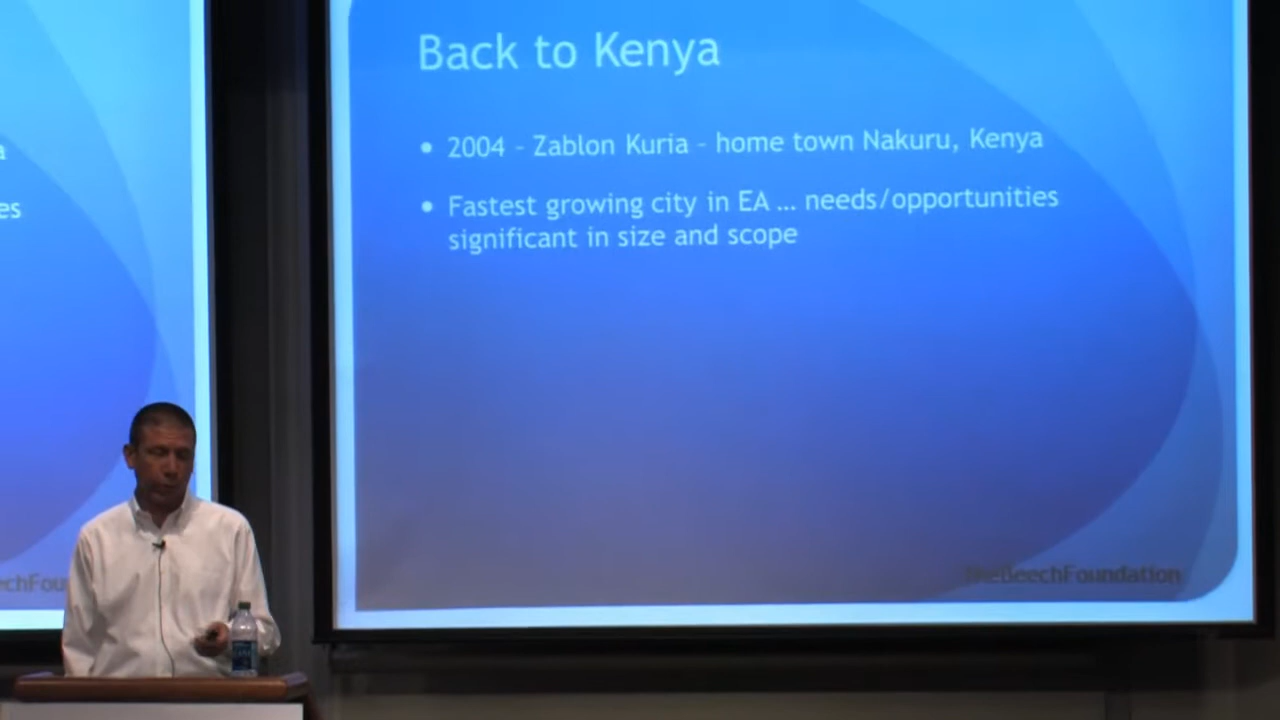 Back to Kenya
• 2004 – Zablon Kuria – home town Nakuru, Kenya
• Fastest growing city in EA … needs/opportunities
significant in size and scope
TheBeechFoundation